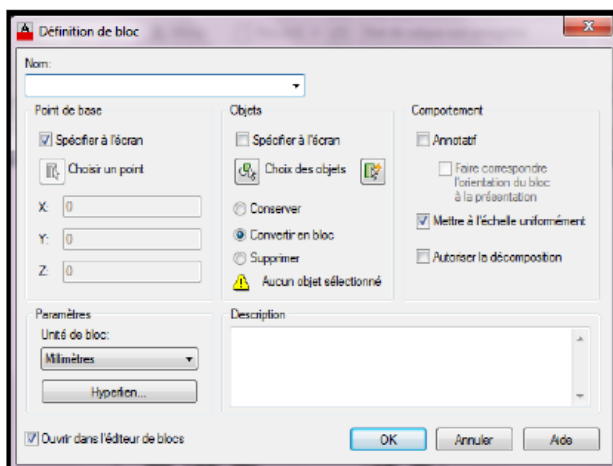 Définition de bloc
Nom:
Point de base
Spécifier à l'écran
Choisir un point
X: 0
Y: 0
Z: 0
Objets
Spécifier à l'écran
Choix des objets
Conserver
Convertir en bloc
Supprimer
Aucun objet sélectionné
Comportement
Annotatif
Faire correspondre
l'orientation du bloc
à la présentation
Mettre à l'échelle uniformément
Autoriser la décomposition
Paramètres
Unité de bloc:
Millimètres
Hyperlien...
Description
Ouvrir dans l'éditeur de blocs
OK
Annuler
Aide